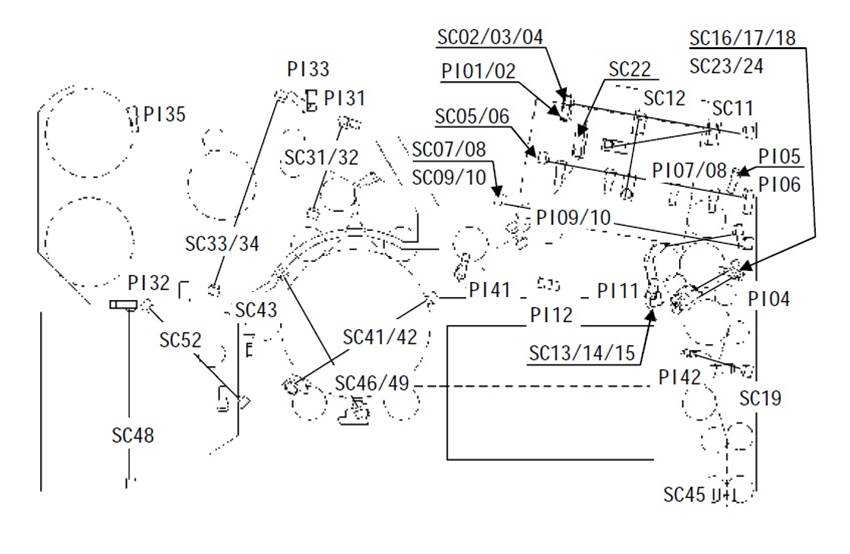 SC02/03/04
SC16/17/18
PI33
PI01/02
SC22
SC23/24
PI31
SC12
PI35
SC05/06
SC11
SC07/08
SC31/32
PI05
SC09/10
PI07/08
PI06
PI09/10
SC33/34
PI32
PI41
PI11
PI04
SC43
PI12
SC52
SC41/42
SC13/14/15
PI42
SC46/49
SC19
SC48
SC45